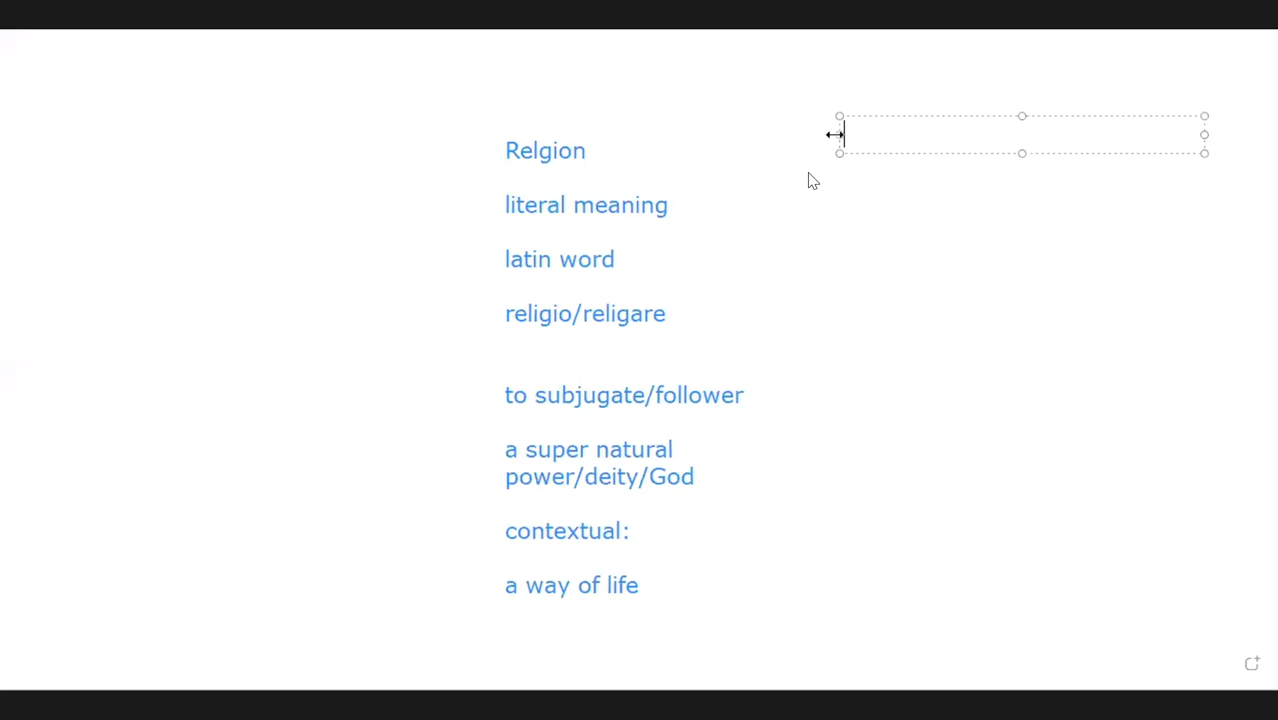 Relgion
literal meaning
latin word
religio/religare
to subjugate/follower
a super natural
power/deity/God
contextual:
a way of life